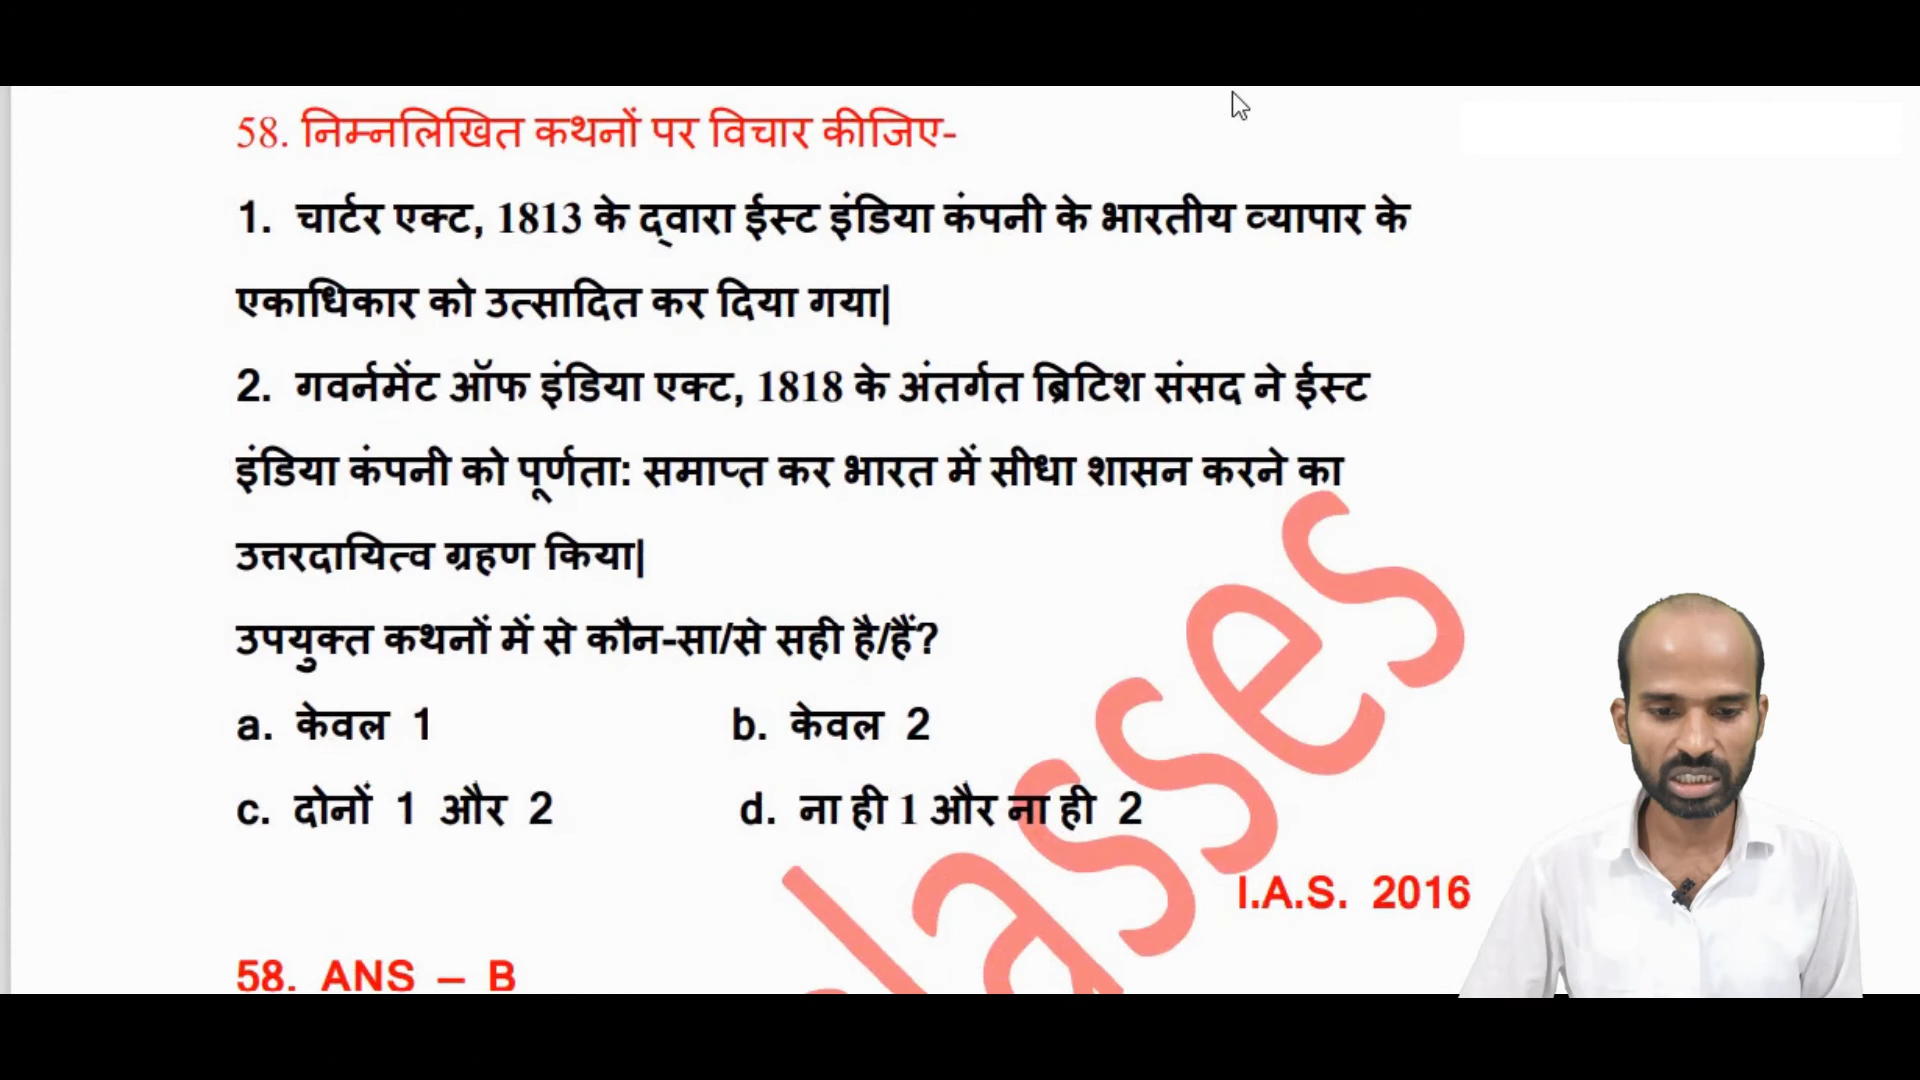 58. निम्नलिखित कथनों पर विचार कीजिए-
1. चार्टर एक्ट, 1813 के द्वारा ईस्ट इंडिया कंपनी के भारतीय व्यापार के
एकाधिकार को उत्सादित कर दिया गया|
2. गवर्नमेंट ऑफ इंडिया एक्ट, 1818 के अंतर्गत ब्रिटिश संसद ने ईस्ट
इंडिया कंपनी को पूर्णता: समाप्त कर भारत में सीधा शासन करने का
उत्तरदायित्व ग्रहण किया|
उपयुक्त कथनों में से कौन-सा/से सही है/हैं?
a. केवल 1 b. केवल 2
c. दोनों 1 और 2 d. ना ही 1 और ना ही 2
I.A.S. 2016
58. ANS – B
lasses